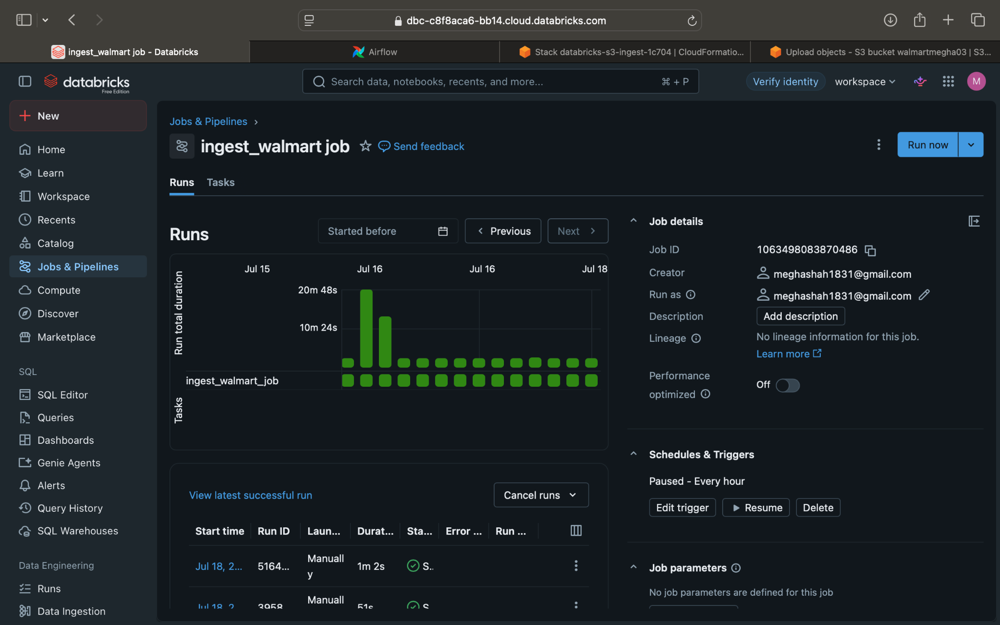 dbc-c8f8aca6-bb14.cloud.databricks.com
ingest_walmart job - Databricks
Airflow
Stack databricks-s3-ingest-1c704 | CloudFormatio...
Upload objects - S3 bucket walmartmegha03 | S3...
databricks
Free Edition
Search data, notebooks, recents, and more...
⌘ + P
Verify identity
workspace
M
New
Home
Learn
Workspace
Recents
Catalog
Jobs & Pipelines
Compute
Discover
Marketplace
SQL
SQL Editor
Queries
Dashboards
Genie Agents
Alerts
Query History
SQL Warehouses
Data Engineering
Runs
Data Ingestion
Jobs & Pipelines ›
ingest_walmart job
Send feedback
Run now
Runs
Tasks
Runs
Started before
Previous
Next
Jul 15
Jul 16
Jul 16
Jul 18
Run total duration
20m 48s
10m 24s
ingest_walmart_job
Tasks
View latest successful run
Cancel runs
Start time
Run ID
Laun...
Durat...
Sta...
Error ...
Run ...
Jul 18, 2...
5164...
Manuall
y
1m 2s
S..
Jul 18, 2
3958
Manuall
51s
S
Job details
Job ID
1063498083870486
Creator
meghashah1831@gmail.com
Run as
meghashah1831@gmail.com
Description
Add description
Lineage
No lineage information for this job.
Learn more
Performance
optimized
Off
Schedules & Triggers
Paused - Every hour
Edit trigger
Resume
Delete
Job parameters
No job parameters are defined for this job